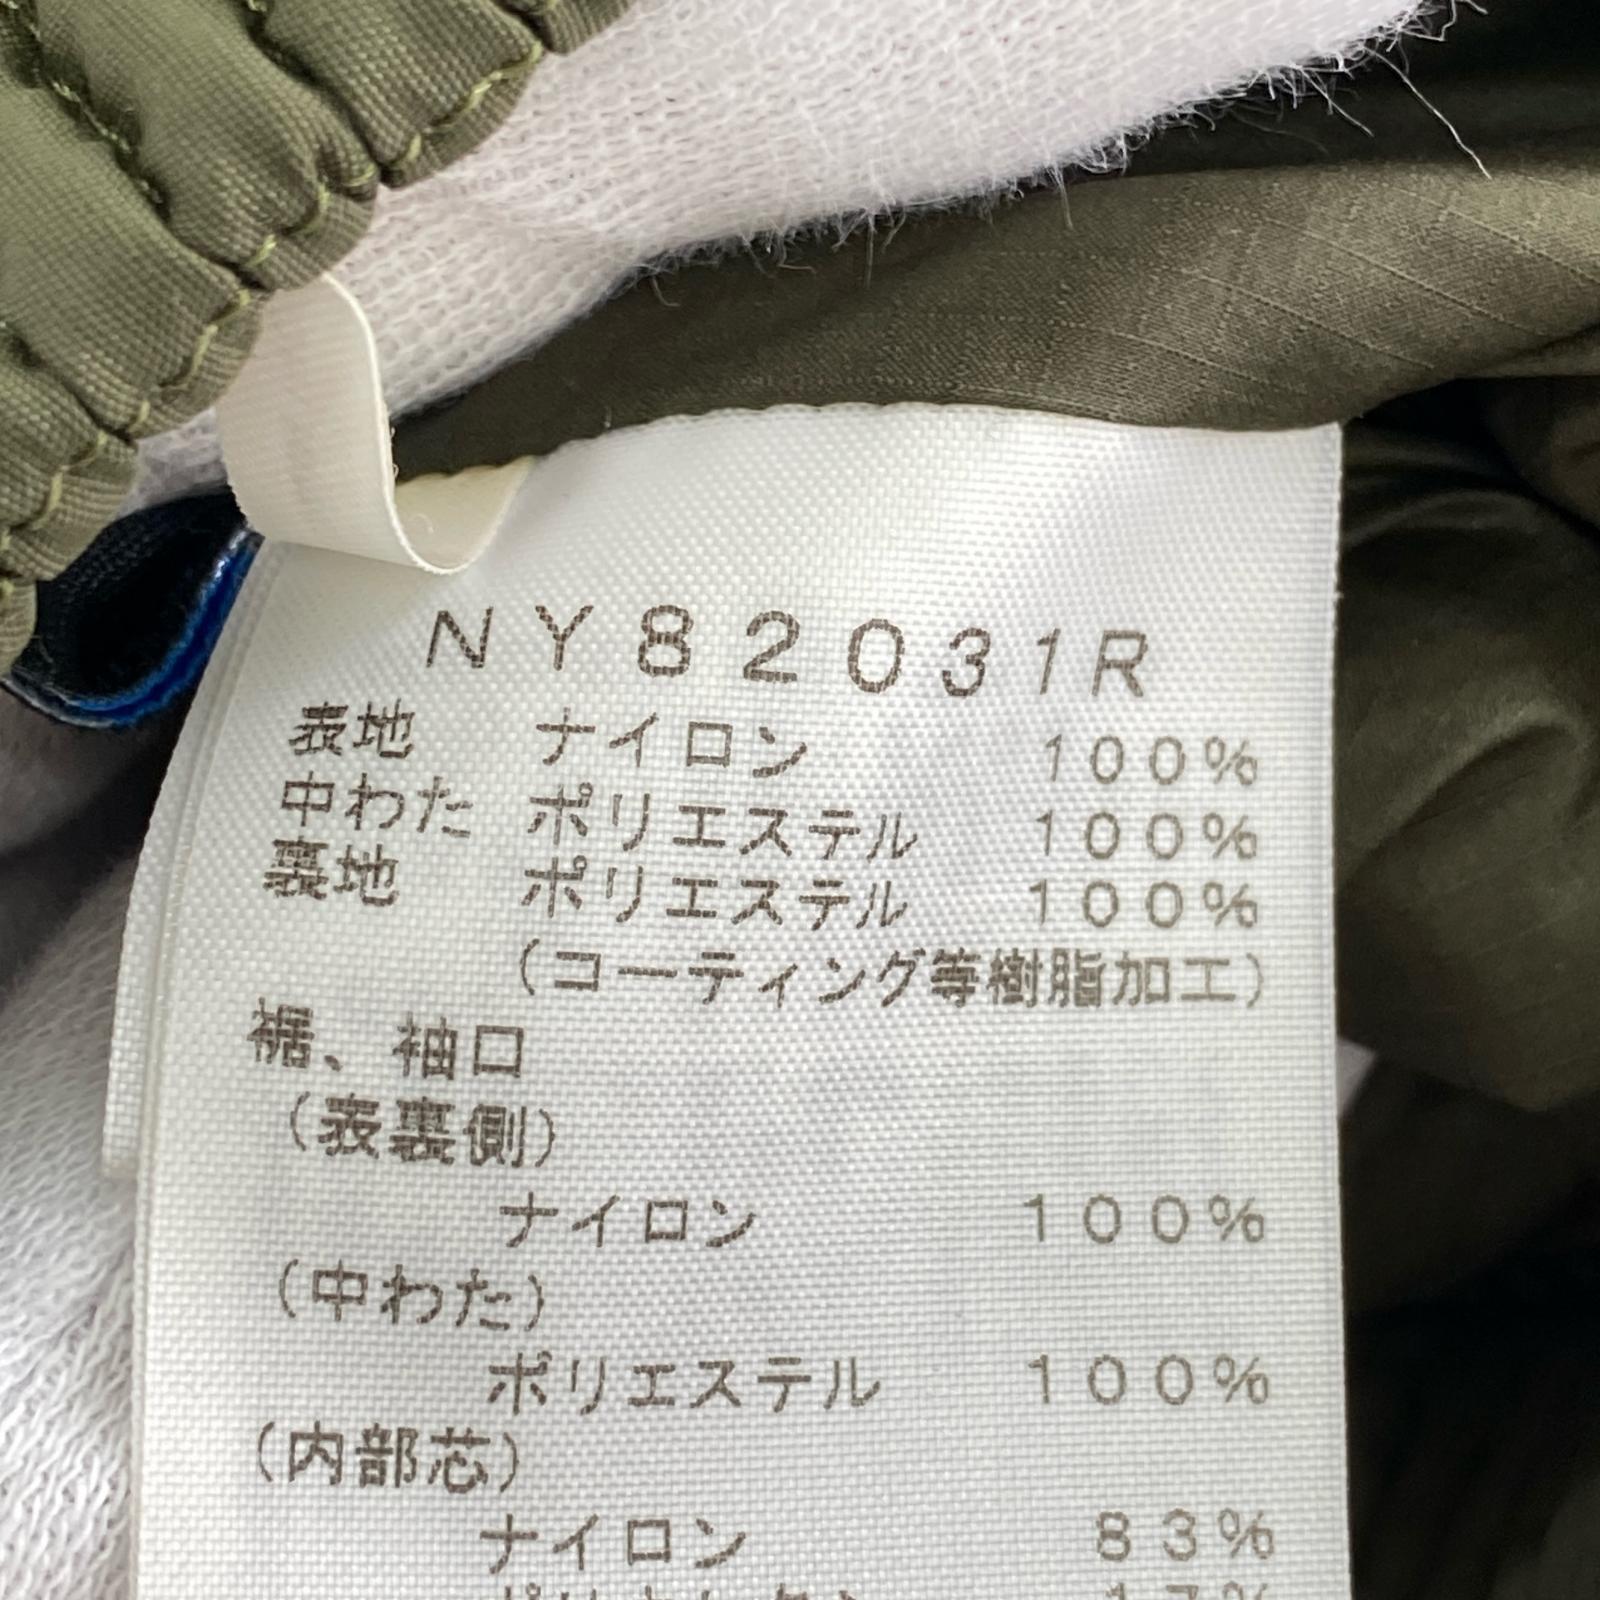 NY82031R
表地 ナイロン 100%
中わた ポリエステル 100%
裏地 ポリエステル 100%
(コーティング等樹脂加工)
裾、袖口
(表裏側)
ナイロン 100%
(中わた)
ポリエステル 100%
(内部芯)
ナイロン 83%